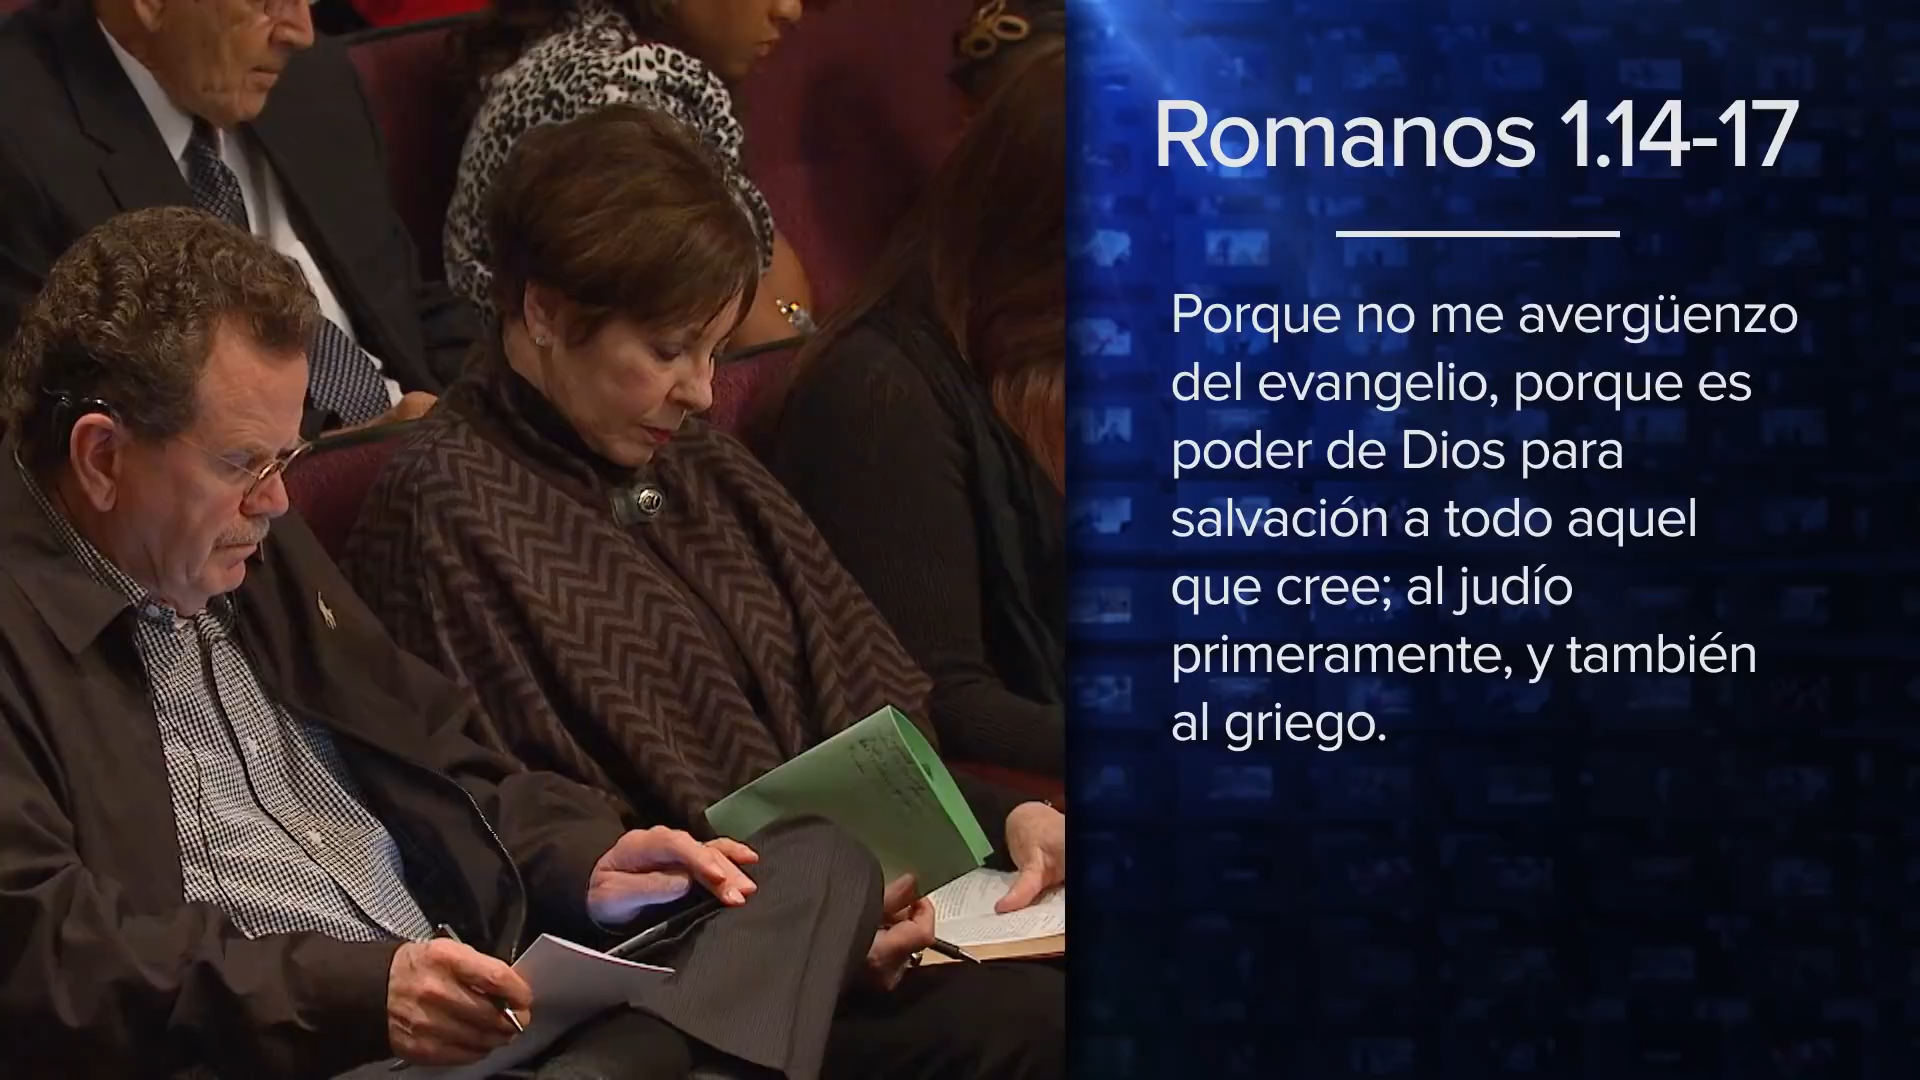 Romanos 1.14-17
Porque no me avergüenzo
del evangelio, porque es
poder de Dios para
salvación a todo aquel
que cree; al judío
primeramente, y también
al griego.